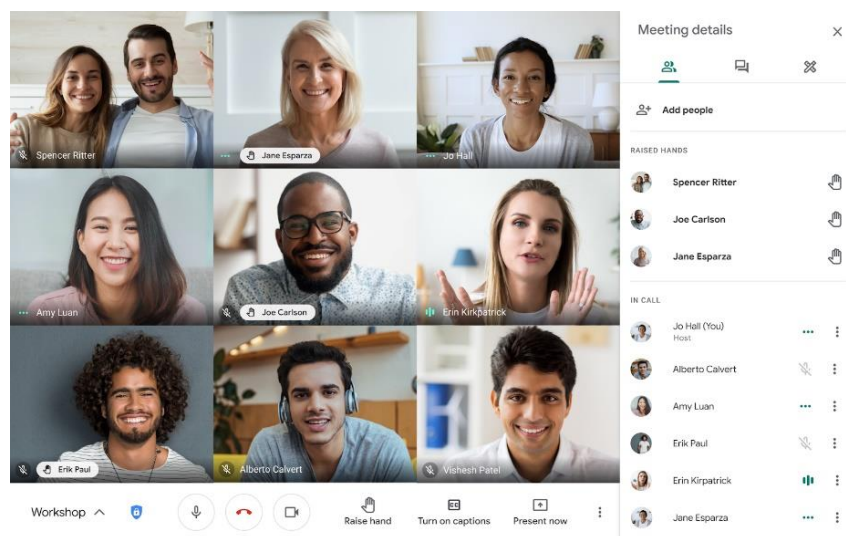 Spencer Ritter
Jane Esparza
Jo Hall
Amy Luan
Joe Carlson
Erin Kirkpatrick
Erik Paul
Alberto Calvert
Vishesh Patel
Workshop
Raise hand
CC
Turn on captions
Present now
Meeting details
Add people
RAISED HANDS
Spencer Ritter
Joe Carlson
Jane Esparza
IN CALL
Jo Hall (You)
Host
Alberto Calvert
Amy Luan
Erik Paul
Erin Kirpatrick
Jane Esparza